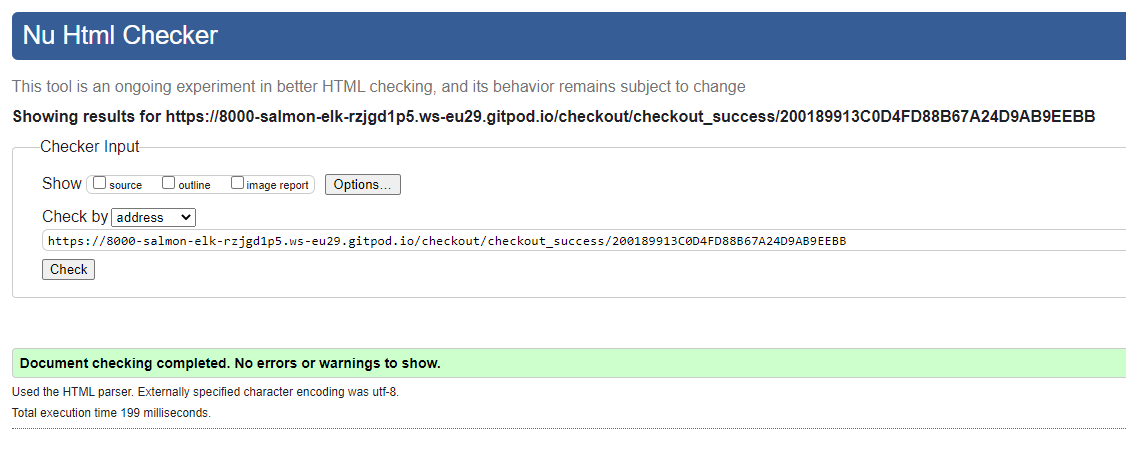 Nu Html Checker
This tool is an ongoing experiment in better HTML checking, and its behavior remains subject to change
Showing results for https://8000-salmon-elk-rzjgd1p5.ws-eu29.gitpod.io/checkout/checkout_success/200189913C0D4FD88B67A24D9AB9EEBB
Checker Input
Show source outline image report Options...
Check by address
https://8000-salmon-elk-rzjgd1p5.ws-eu29.gitpod.io/checkout/checkout_success/200189913C0D4FD88B67A24D9AB9EEBB
Check
Document checking completed. No errors or warnings to show.
Used the HTML parser. Externally specified character encoding was utf-8.
Total execution time 199 milliseconds.